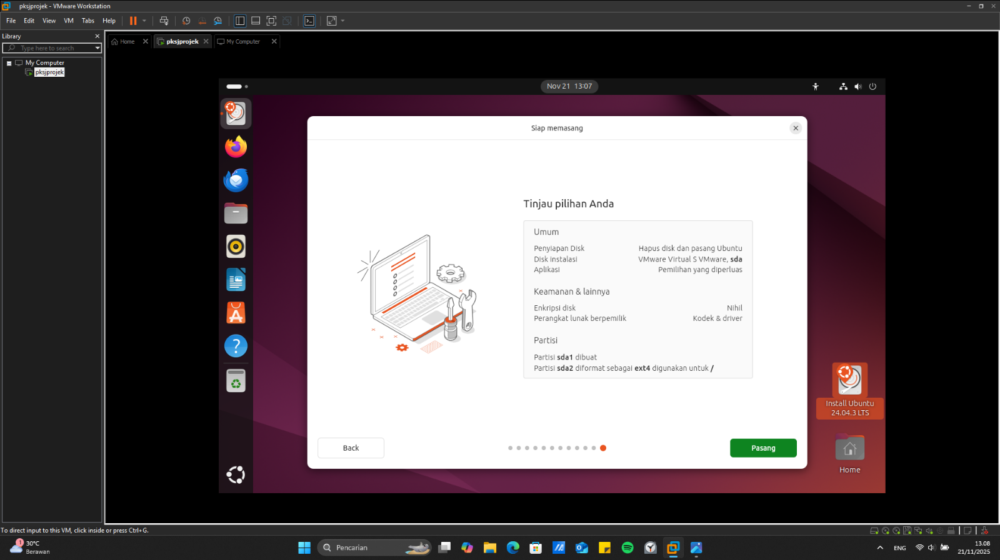 pksjprojek - VMware Workstation
File Edit View VM Tabs Help
Library
Type here to search
My Computer
pksjprojek
Home
pksjprojek
My Computer
Nov 21 13:07
Siap memasang
Tinjau pilihan Anda
Umum
Penyiapan Disk Hapus disk dan pasang Ubuntu
Disk instalasi VMware Virtual S VMware, sda
Aplikasi Pemilihan yang diperluas
Keamanan & lainnya
Enkripsi disk Nihil
Perangkat lunak berpemilik Kodek & driver
Partisi
Partisi sda1 dibuat
Partisi sda2 diformat sebagai ext4 digunakan untuk /
Back
Pasang
Install Ubuntu
24.04.3 LTS
Home
To direct input to this VM, click inside or press Ctrl+G.
1
30°C
Berawan
Pencarian
ENG
13.08
21/11/2025